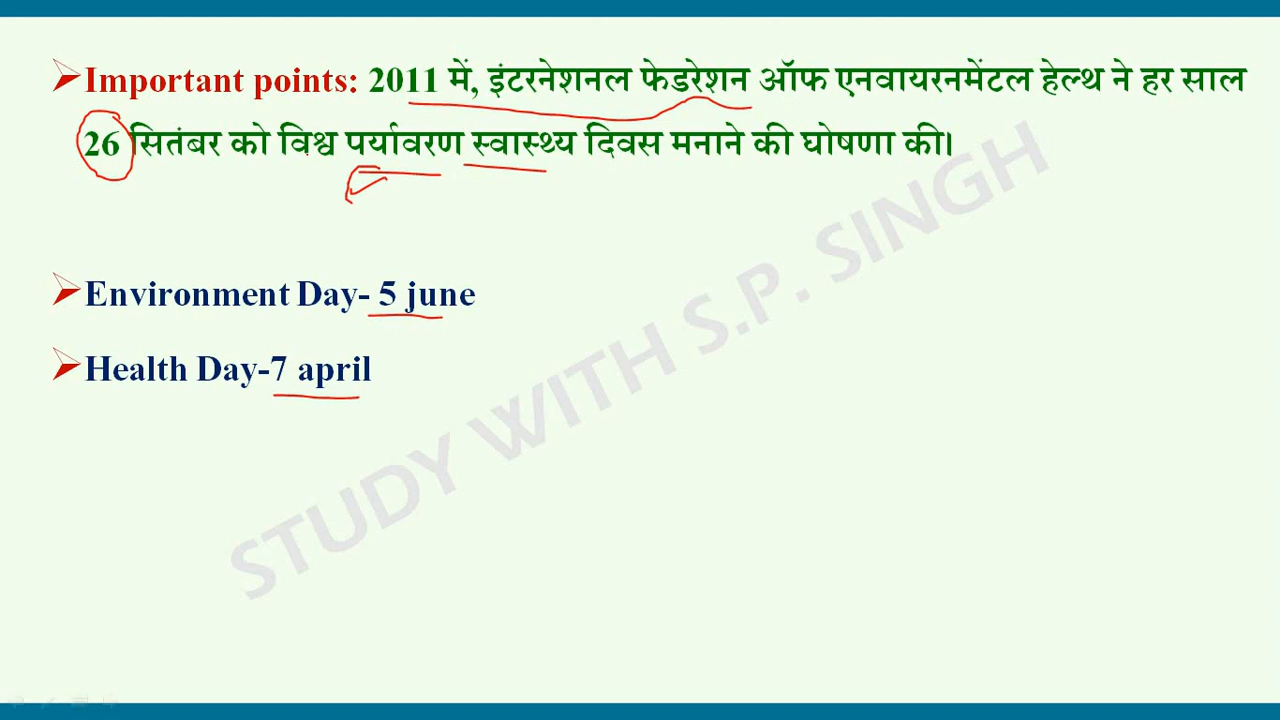 Important points: 2011 में, इंटरनेशनल फेडरेशन ऑफ एनवायरनमेंटल हेल्थ ने हर साल
26 सितंबर को विश्व पर्यावरण स्वास्थ्य दिवस मनाने की घोषणा की।
Environment Day- 5 june
Health Day-7 april
STUDY WITH S.P. SINGH